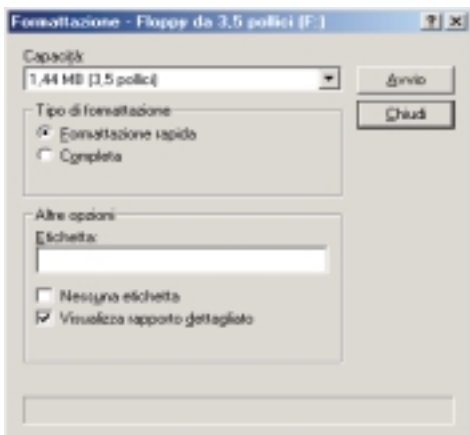 Formattazione - Floppy da 3,5 pollici (F:)
Capacità:
1,44 MB (3,5 pollici)
Avvio
Chiudi
Tipo di formattazione
Formattazione rapida
Completa
Altre opzioni
Etichetta:
Nessuna etichetta
Visualizza rapporto dettagliato